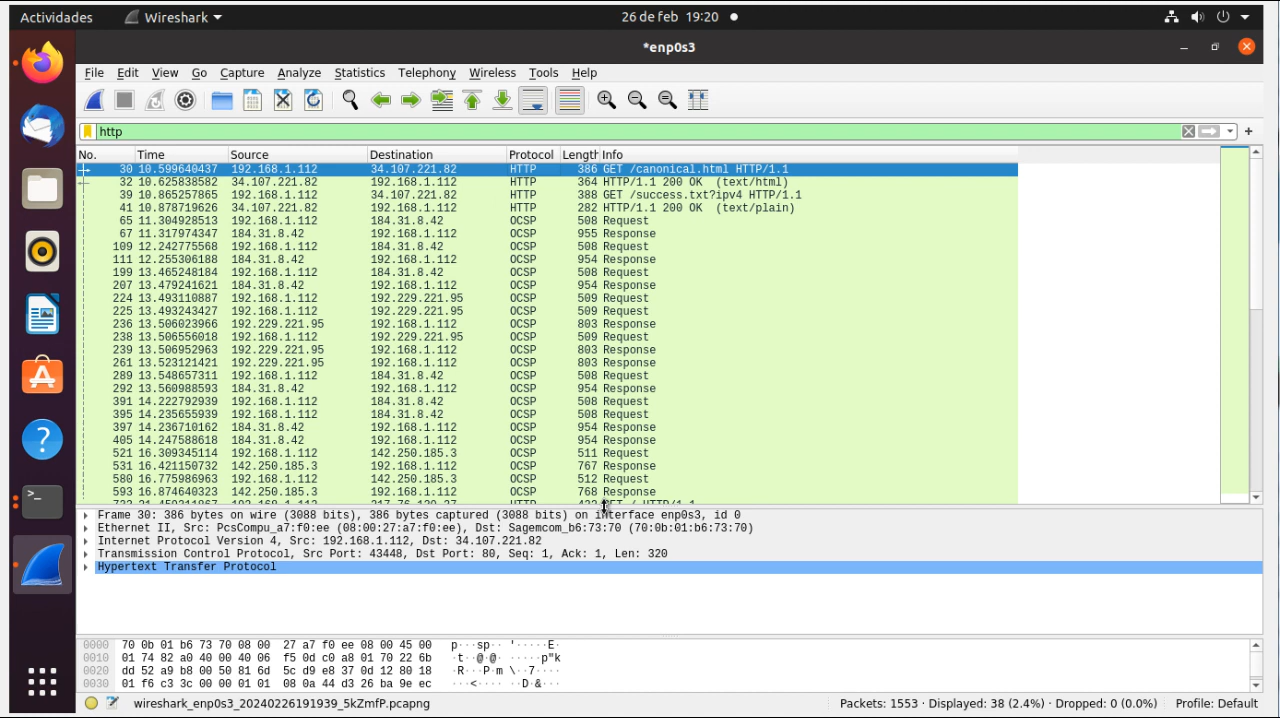 Actividades Wireshark 26 de feb 19:20
*enp0s3
File Edit View Go Capture Analyze Statistics Telephony Wireless Tools Help
http
No. Time Source Destination Protocol Length Info
30 10.599640437 192.168.1.112 34.107.221.82 HTTP 386 GET /canonical.html HTTP/1.1
32 10.625838582 34.107.221.82 192.168.1.112 HTTP 364 HTTP/1.1 200 OK (text/html)
39 10.865257865 192.168.1.112 34.107.221.82 HTTP 388 GET /success.txt?ipv4 HTTP/1.1
41 10.878719626 34.107.221.82 192.168.1.112 HTTP 282 HTTP/1.1 200 OK (text/plain)
65 11.304928513 192.168.1.112 184.31.8.42 OCSP 508 Request
67 11.317974347 184.31.8.42 192.168.1.112 OCSP 955 Response
109 12.242775568 192.168.1.112 184.31.8.42 OCSP 508 Request
111 12.255306188 184.31.8.42 192.168.1.112 OCSP 954 Response
199 13.465248184 192.168.1.112 184.31.8.42 OCSP 508 Request
207 13.479241621 184.31.8.42 192.168.1.112 OCSP 954 Response
224 13.493110887 192.168.1.112 192.229.221.95 OCSP 509 Request
225 13.493243427 192.168.1.112 192.229.221.95 OCSP 509 Request
236 13.506023966 192.229.221.95 192.168.1.112 OCSP 803 Response
238 13.506556018 192.168.1.112 192.229.221.95 OCSP 509 Request
239 13.506952963 192.229.221.95 192.168.1.112 OCSP 803 Response
261 13.523121421 192.229.221.95 192.168.1.112 OCSP 803 Response
289 13.548657311 192.168.1.112 184.31.8.42 OCSP 508 Request
292 13.560988593 184.31.8.42 192.168.1.112 OCSP 954 Response
391 14.222792939 192.168.1.112 184.31.8.42 OCSP 508 Request
395 14.235655939 192.168.1.112 184.31.8.42 OCSP 508 Request
397 14.236710162 184.31.8.42 192.168.1.112 OCSP 954 Response
405 14.247588618 184.31.8.42 192.168.1.112 OCSP 954 Response
521 16.309345114 192.168.1.112 142.250.185.3 OCSP 511 Request
531 16.421150732 142.250.185.3 192.168.1.112 OCSP 767 Response
580 16.775986963 192.168.1.112 142.250.185.3 OCSP 512 Request
593 16.874640323 142.250.185.3 192.168.1.112 OCSP 768 Response
Frame 30: 386 bytes on wire (3088 bits), 386 bytes captured (3088 bits) on interface enp0s3, id 0
Ethernet II, Src: PcsCompu_a7:f0:ee (08:00:27:a7:f0:ee), Dst: Sagemcom_b6:73:70 (70:0b:01:b6:73:70)
Internet Protocol Version 4, Src: 192.168.1.112, Dst: 34.107.221.82
Transmission Control Protocol, Src Port: 43448, Dst Port: 80, Seq: 1, Ack: 1, Len: 320
Hypertext Transfer Protocol
0000 70 0b 01 b6 73 70 08 00 27 a7 f0 ee 08 00 45 00 p···sp·· '·····E·
0010 01 74 82 a0 40 00 40 06 f5 0d c0 a8 01 70 22 6b ·t··@·@· ·····p"k
0020 dd 52 a9 b8 00 50 81 6d 5c d9 e8 37 0d 12 80 18 ·R···P·m \··7····
0030 01 f6 c3 3c 00 00 01 01 08 0a 44 d3 26 ba 9e ec ···<···· ··D·&···
wireshark_enp0s3_20240226191939_5kZmfP.pcapng Packets: 1553 · Displayed: 38 (2.4%) · Dropped: 0 (0.0%) Profile: Default